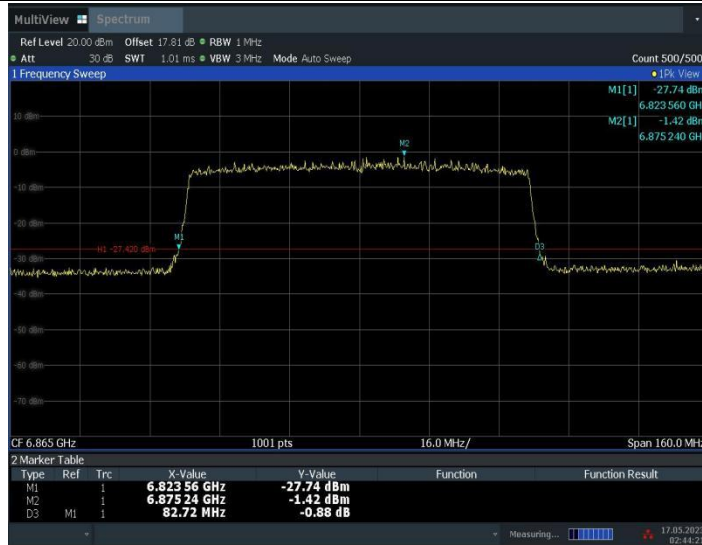 MultiView Spectrum
Ref Level 20.00 dBm Offset 17.81 dB RBW 1 MHz
Att 30 dB SWT 1.01 ms VBW 3 MHz Mode Auto Sweep Count 500/500
1 Frequency Sweep 1Pk View
M1[1] -27.74 dBm
6.823 560 GH
10 dBm
M2[1] -1.42 dBm
6.875 240 GH
M2
0 dBm
-10 dBm
-20 dBm
M1
H1 -27.420 dBm
D3
-30 dBm
-40 dBm
-50 dBm
-60 dBm
-70 dBm
CF 6.865 GHz 1001 pts 16.0 MHz/ Span 160.0 MHz
2 Marker Table
Type Ref Trc X-Value Y-Value Function Function Result
M1 1 6.823 56 GHz -27.74 dBm
M2 1 6.875 24 GHz -1.42 dBm
D3 M1 1 82.72 MHz -0.88 dB
Measuring... 17.05.2023
02:44:21